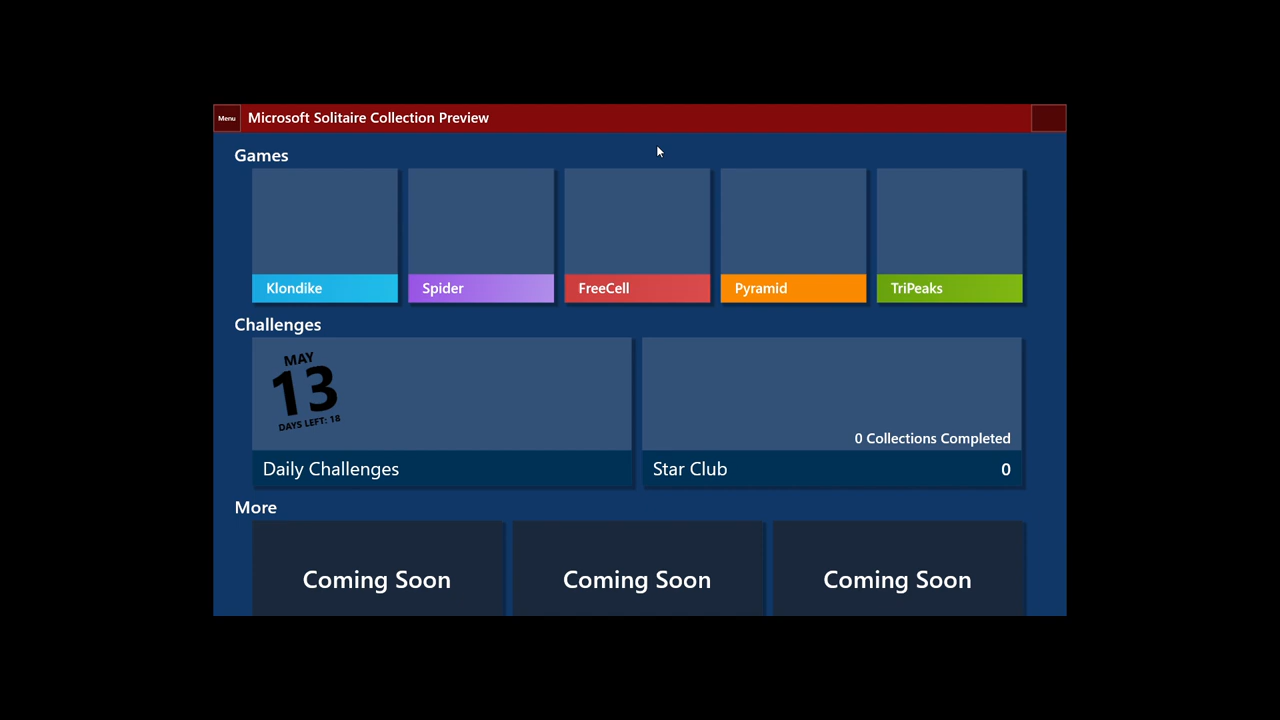 Menu
Microsoft Solitaire Collection Preview
Games
Klondike
Spider
FreeCell
Pyramid
TriPeaks
Challenges
MAY
13
DAYS LEFT: 18
Daily Challenges
0 Collections Completed
Star Club
0
More
Coming Soon
Coming Soon
Coming Soon